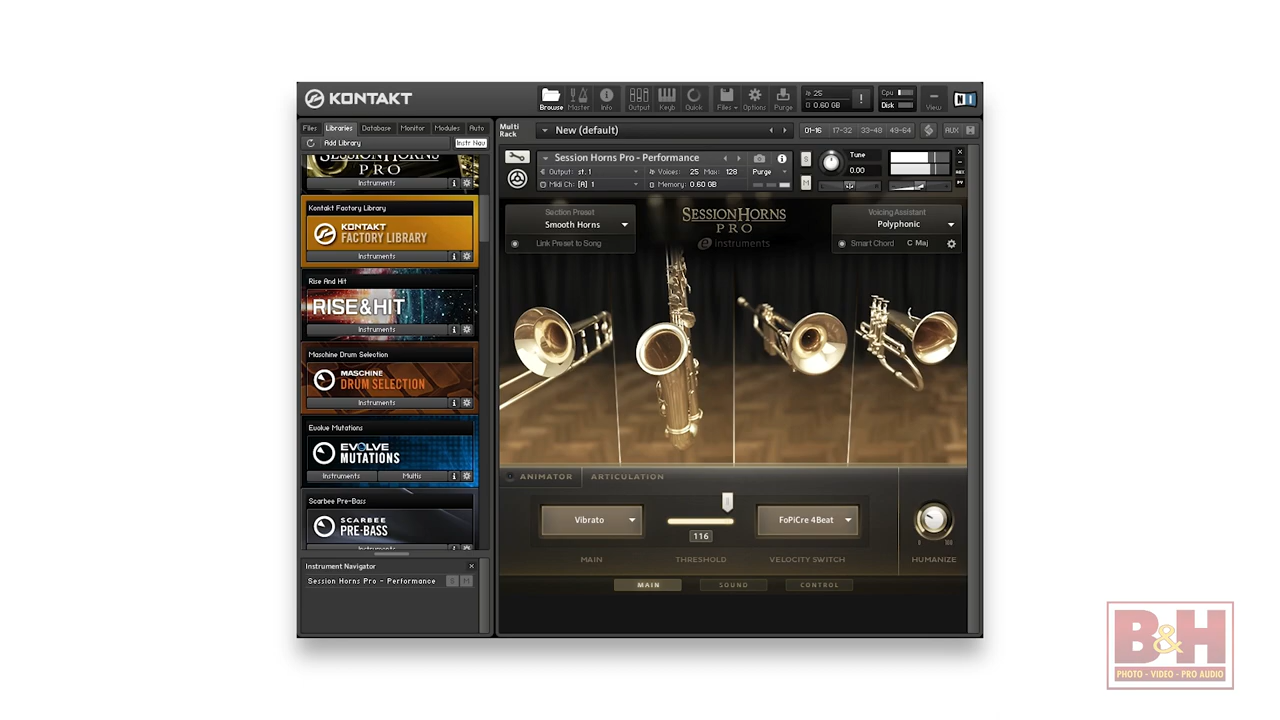 KONTAKT
Browse Master Info Output Keyb Quick Files Options Purge
25
0.60 GB
!
Cpu
Disk
View
NI
Files Libraries Database Monitor Modules Auto
Add Library
Instr Nav
SESSION HORNS
PRO
Instruments
Kontakt Factory Library
KONTAKT
FACTORY LIBRARY
Instruments
Rise And Hit
RISE&HIT
Instruments
Maschine Drum Selection
MASCHINE
DRUM SELECTION
Instruments
Evolve Mutations
EVOLVE
MUTATIONS
Instruments Multis
Scarbee Pre-Bass
SCARBEE
PRE-BASS
Instrument Navigator
Session Horns Pro - Performance S M
Multi
Rack
New (default)
01-16 17-32 33-48 49-64
AUX
Session Horns Pro - Performance
Output: st. 1 Voices: 25 Max: 128 Purge
Midi Ch: [A] 1 Memory: 0.60 GB
S
M
Tune
0.00
Section Preset
Smooth Horns
Link Preset to Song
SESSION HORNS
PRO
e instruments
Voicing Assistant
Polyphonic
Smart Chord C Maj
ANIMATOR ARTICULATION
Vibrato
116
FoPiCre 4Beat
MAIN THRESHOLD VELOCITY SWITCH HUMANIZE
MAIN SOUND CONTROL
B&H
PHOTO - VIDEO - PRO AUDIO